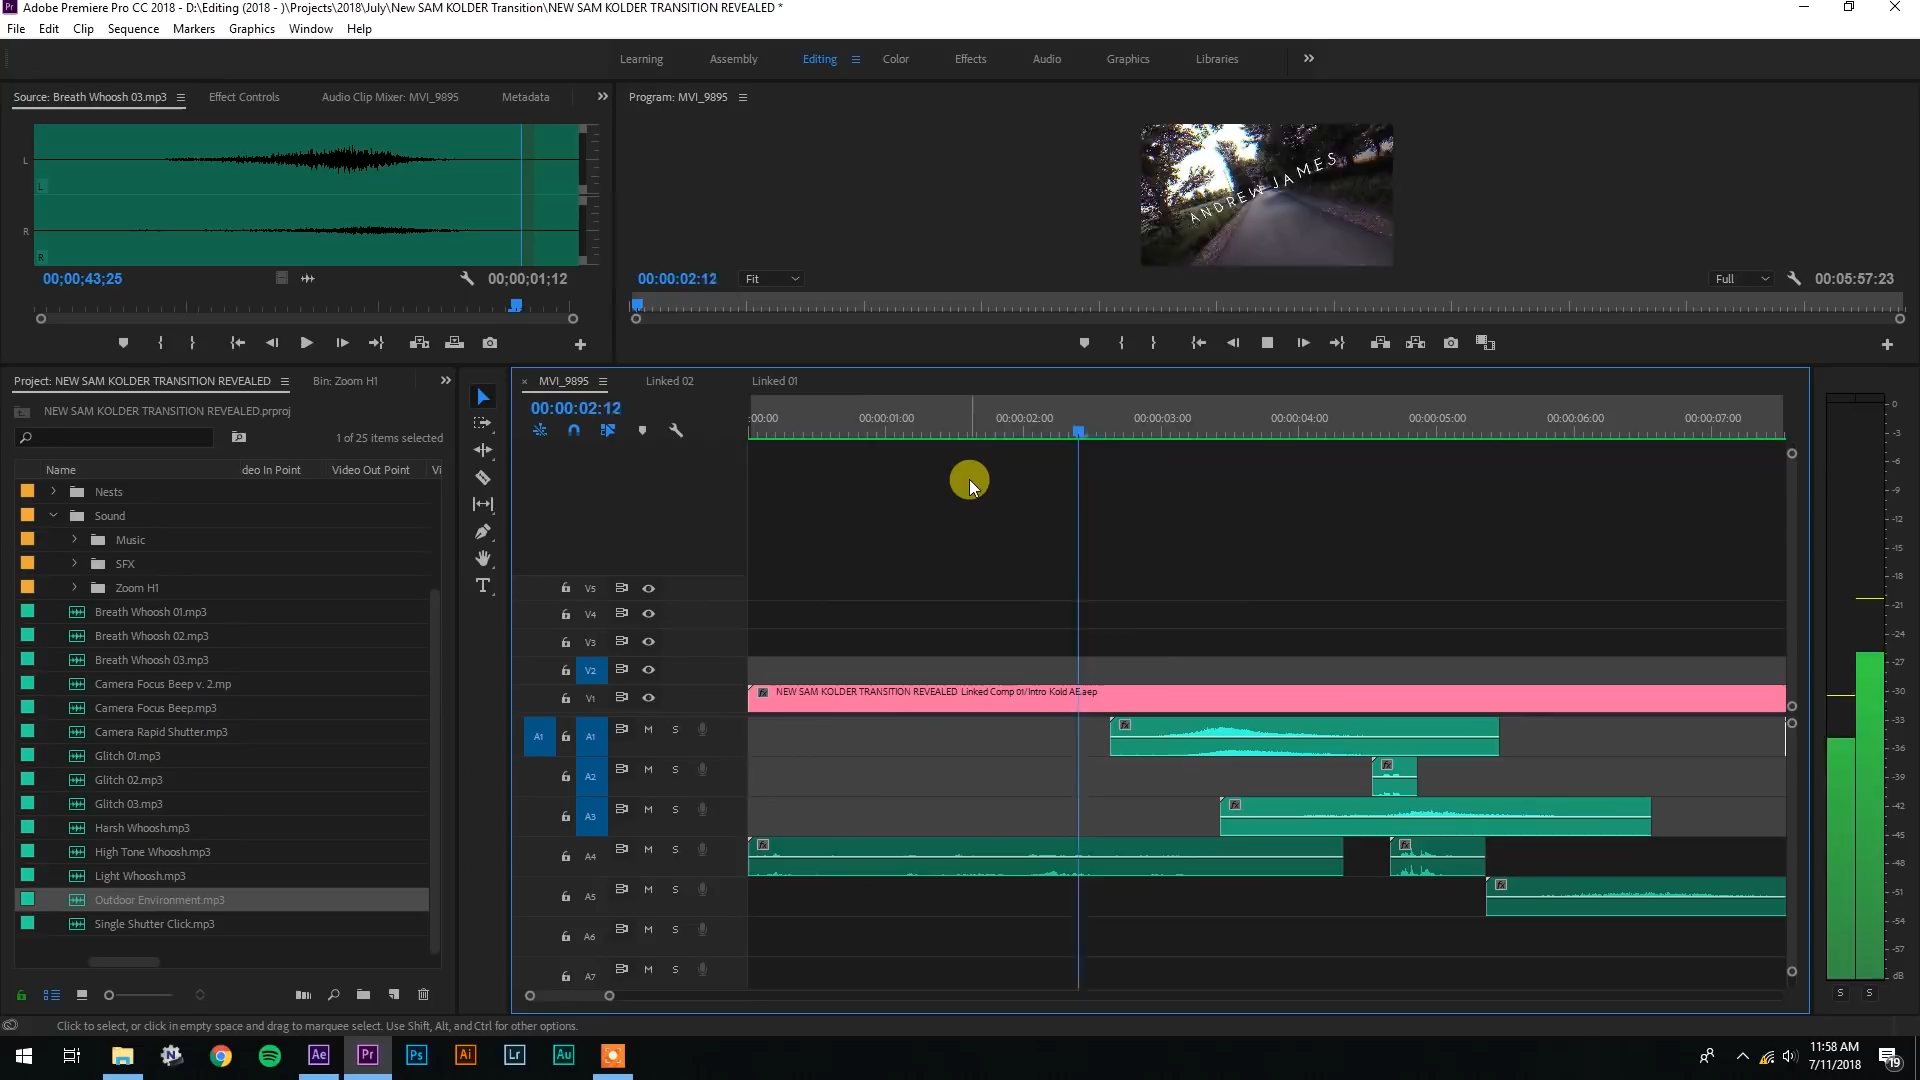 Adobe Premiere Pro CC 2018 - D:\Editing (2018 - )\Projects\2018\July\New SAM KOLDER Transition\NEW SAM KOLDER TRANSITION REVEALED *
File Edit Clip Sequence Markers Graphics Window Help
Learning Assembly Editing Color Effects Audio Graphics Libraries
Source: Breath Whoosh 03.mp3 Effect Controls Audio Clip Mixer: MVI_9895 Metadata
Program: MVI_9895
L
L
R
R
ANDREW JAMES
00;00;43;25 00;00;01;12
00:00:02:12 Fit Full 00:05:57:23
Project: NEW SAM KOLDER TRANSITION REVEALED Bin: Zoom H1
NEW SAM KOLDER TRANSITION REVEALED.prproj
1 of 25 items selected
Name deo In Point Video Out Point Vi
Nests
Sound
Music
SFX
Zoom H1
Breath Whoosh 01.mp3
Breath Whoosh 02.mp3
Breath Whoosh 03.mp3
Camera Focus Beep v. 2.mp
Camera Focus Beep.mp3
Camera Rapid Shutter.mp3
Glitch 01.mp3
Glitch 02.mp3
Glitch 03.mp3
Harsh Whoosh.mp3
High Tone Whoosh.mp3
Light Whoosh.mp3
Outdoor Environment.mp3
Single Shutter Click.mp3
MVI_9895 Linked 02 Linked 01
00:00:02:12
:00:00 00:00:01:00 00:00:02:00 00:00:03:00 00:00:04:00 00:00:05:00 00:00:06:00 00:00:07:00
V5
V4
V3
V2
V1 fx NEW SAM KOLDER TRANSITION REVEALED Linked Comp 01/Intro Kold AE.aep
A1 A1 M S fx
A2 M S fx
A3 M S fx
A4 M S fx fx
A5 M S fx
A6 M S
A7 M S
0
-3
-6
-9
-12
-15
-18
-21
-24
-27
-30
-33
-36
-39
-42
-45
-48
-51
-54
-57
dB
S S
Click to select, or click in empty space and drag to marquee select. Use Shift, Alt, and Ctrl for other options.
Ae Pr Ps Ai Lr Au
11:58 AM
7/11/2018
19